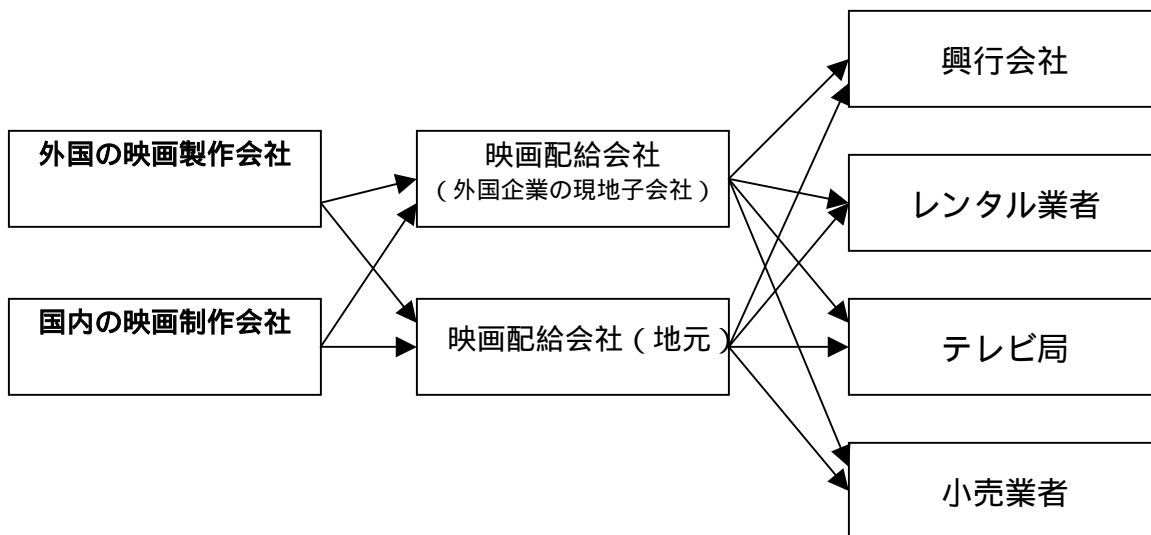 外国の映画製作会社
国内の映画制作会社
映画配給会社
（外国企業の現地子会社）
映画配給会社（地元）
興行会社
レンタル業者
テレビ局
小売業者